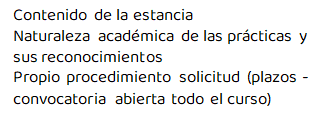 Contenido de la estancia
Naturaleza académica de las prácticas y
sus reconocimientos
Propio procedimiento solicitud (plazos -
convocatoria abierta todo el curso)